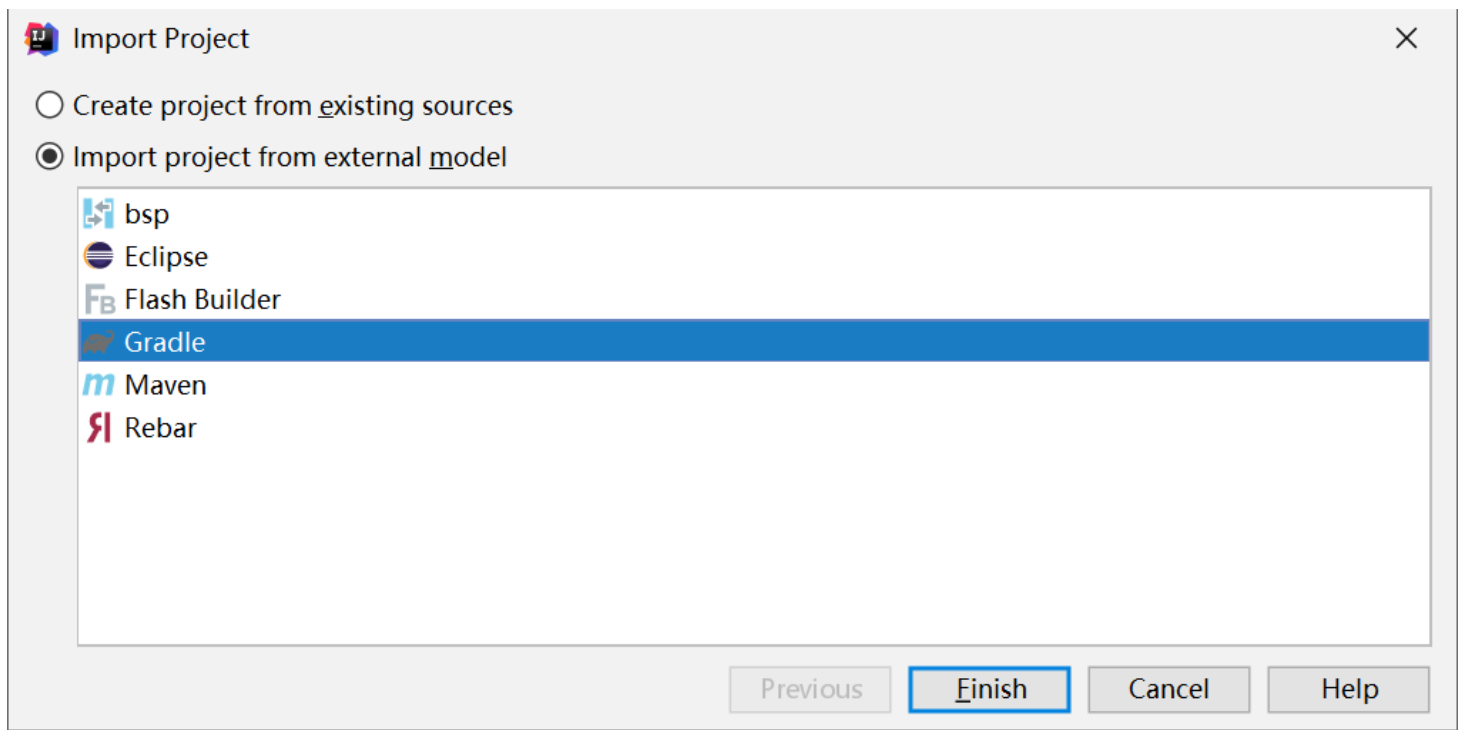 Import Project
Create project from existing sources
Import project from external model
bsp
Eclipse
Flash Builder
Gradle
Maven
Rebar
Previous Finish Cancel Help